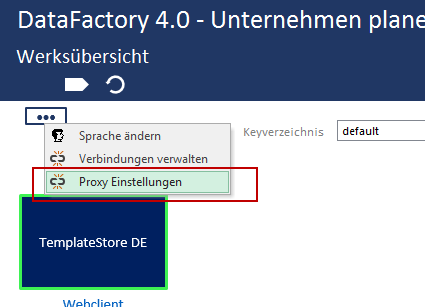 DataFactory 4.0 - Unternehmen plane
Werksübersicht
Sprache ändern
Verbindungen verwalten
Proxy Einstellungen
Keyverzeichnis
default
TemplateStore DE
Webclient